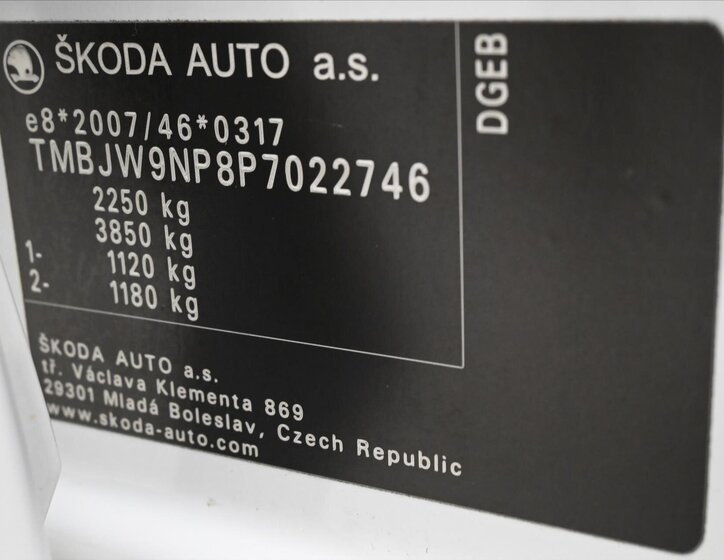 ŠKODA AUTO a.s.
e8*2007/46*0317
TMBJW9NP8P7022746
2250 kg
3850 kg
1- 1120 kg
2- 1180 kg
DGEB
ŠKODA AUTO a.s.
tř. Václava Klementa 869
29301 Mladá Boleslav, Czech Republic
www.skoda-auto.com